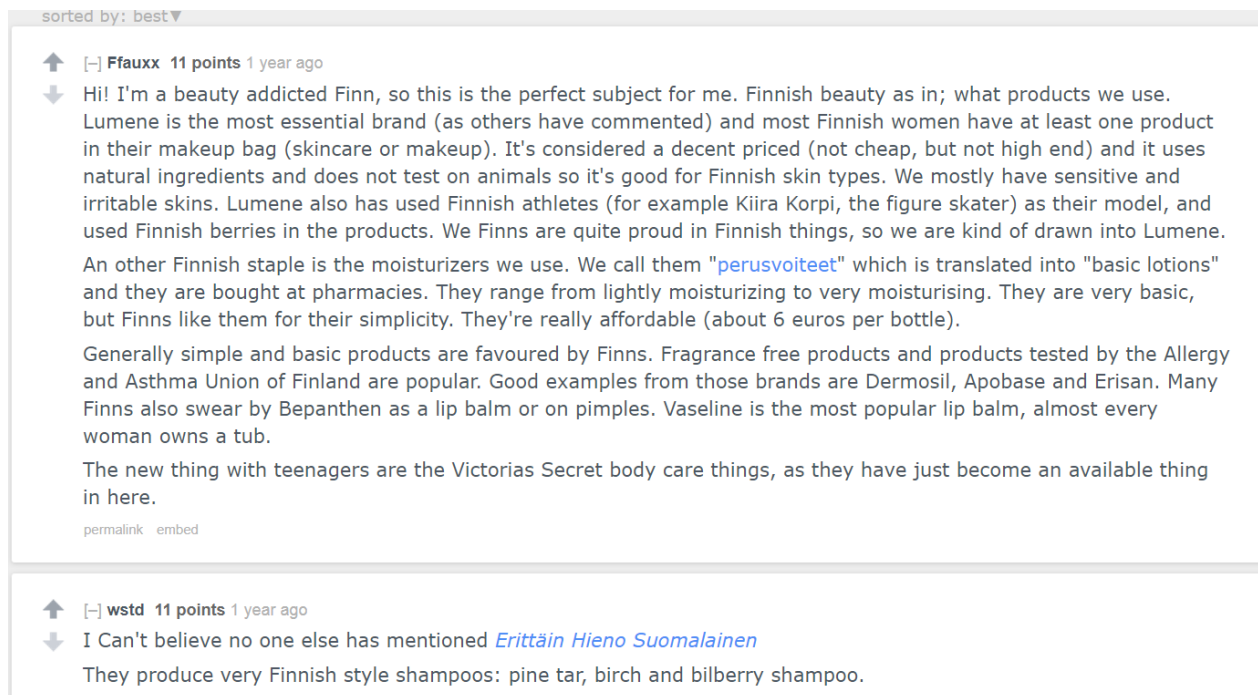 sorted by: best▼
[–] Ffauxx 11 points 1 year ago
Hi! I'm a beauty addicted Finn, so this is the perfect subject for me. Finnish beauty as in; what products we use.
Lumene is the most essential brand (as others have commented) and most Finnish women have at least one product
in their makeup bag (skincare or makeup). It's considered a decent priced (not cheap, but not high end) and it uses
natural ingredients and does not test on animals so it's good for Finnish skin types. We mostly have sensitive and
irritable skins. Lumene also has used Finnish athletes (for example Kiira Korpi, the figure skater) as their model, and
used Finnish berries in the products. We Finns are quite proud in Finnish things, so we are kind of drawn into Lumene.
An other Finnish staple is the moisturizers we use. We call them "perusvoiteet" which is translated into "basic lotions"
and they are bought at pharmacies. They range from lightly moisturizing to very moisturising. They are very basic,
but Finns like them for their simplicity. They're really affordable (about 6 euros per bottle).
Generally simple and basic products are favoured by Finns. Fragrance free products and products tested by the Allergy
and Asthma Union of Finland are popular. Good examples from those brands are Dermosil, Apobase and Erisan. Many
Finns also swear by Bepanthen as a lip balm or on pimples. Vaseline is the most popular lip balm, almost every
woman owns a tub.
The new thing with teenagers are the Victorias Secret body care things, as they have just become an available thing
in here.
permalink embed
[–] wstd 11 points 1 year ago
I Can't believe no one else has mentioned Erittäin Hieno Suomalainen
They produce very Finnish style shampoos: pine tar, birch and bilberry shampoo.